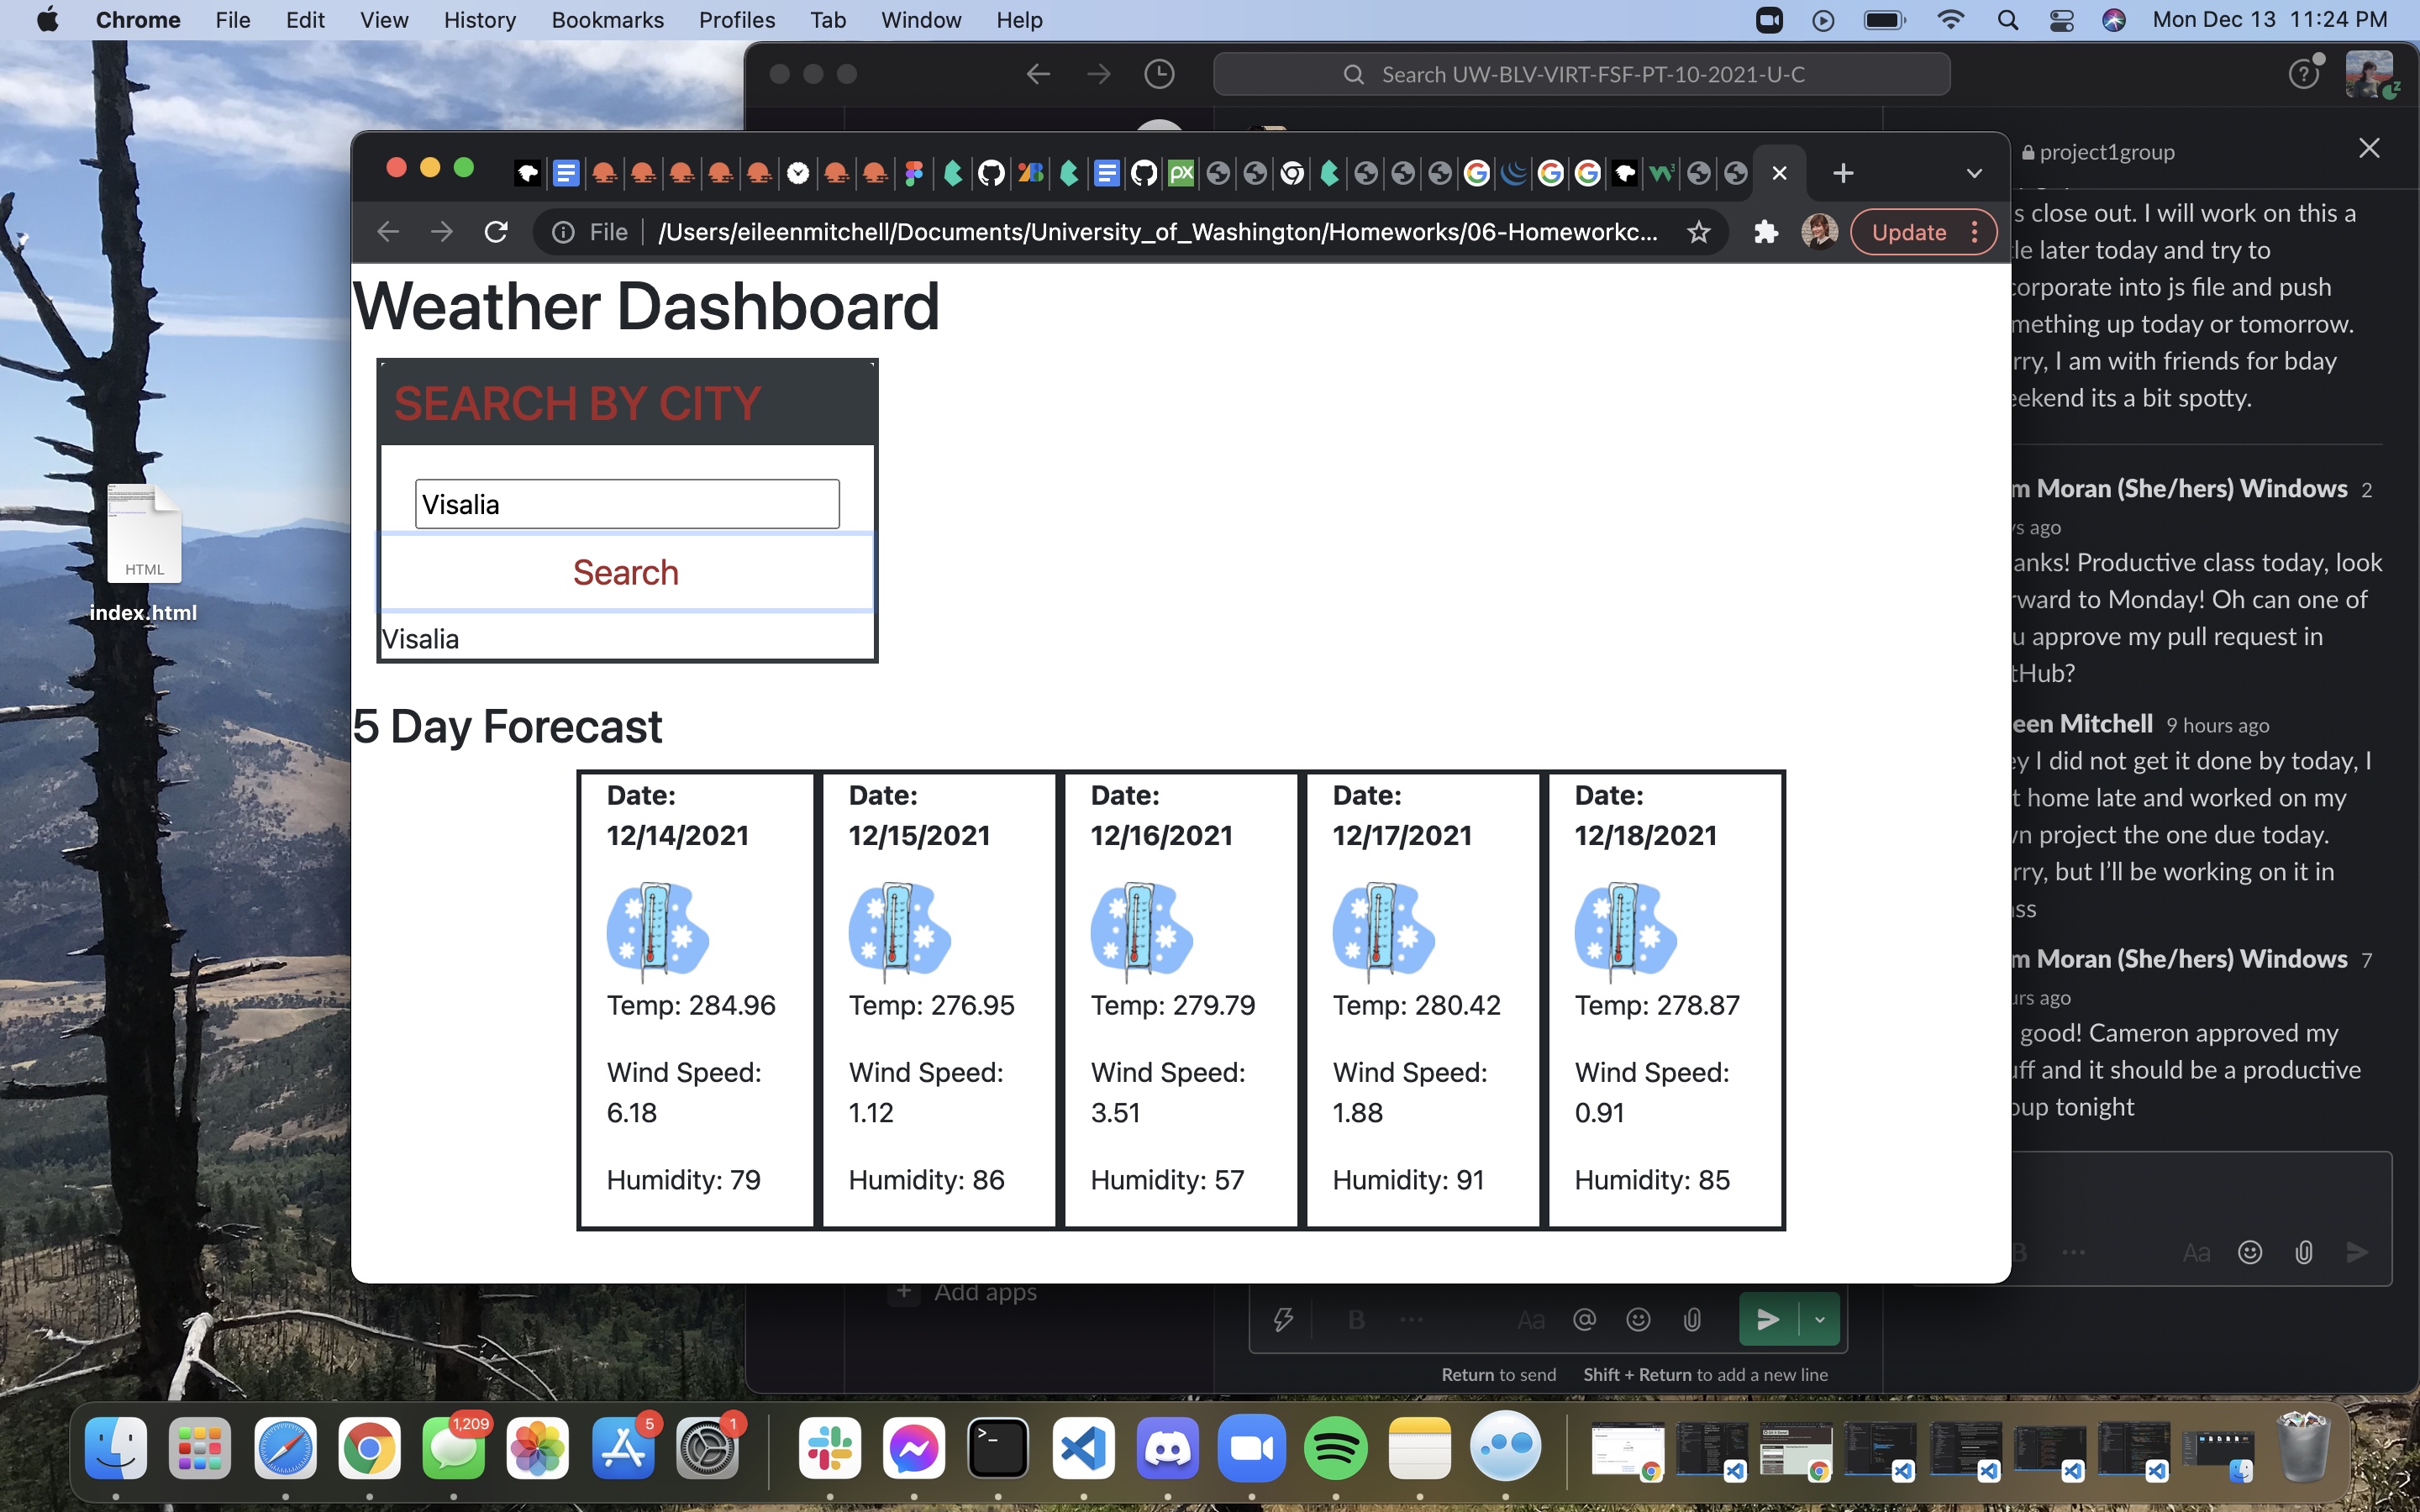 Chrome File Edit View History Bookmarks Profiles Tab Window Help Mon Dec 13 11:24 PM
Search UW-BLV-VIRT-FSF-PT-10-2021-U-C
project1group
File /Users/eileenmitchell/Documents/University_of_Washington/Homeworks/06-Homeworkc... Update
Weather Dashboard
SEARCH BY CITY
Visalia
Search
Visalia
5 Day Forecast
Date:
12/14/2021
Temp: 284.96
Wind Speed:
6.18
Humidity: 79
Date:
12/15/2021
Temp: 276.95
Wind Speed:
1.12
Humidity: 86
Date:
12/16/2021
Temp: 279.79
Wind Speed:
3.51
Humidity: 57
Date:
12/17/2021
Temp: 280.42
Wind Speed:
1.88
Humidity: 91
Date:
12/18/2021
Temp: 278.87
Wind Speed:
0.91
Humidity: 85
s close out. I will work on this a
later today and try to
corporate into js file and push
mething up today or tomorrow.
rry, I am with friends for bday
eekend its a bit spotty.
m Moran (She/hers) Windows 2
ys ago
anks! Productive class today, look
rward to Monday! Oh can one of
u approve my pull request in
tHub?
een Mitchell 9 hours ago
ey I did not get it done by today, I
t home late and worked on my
wn project the one due today.
rry, but I'll be working on it in
ss
m Moran (She/hers) Windows 7
urs ago
good! Cameron approved my
uff and it should be a productive
oup tonight
B Aa
Add apps
B Aa
Return to send Shift + Return to add a new line
HTML
index.html
1,209
5
1